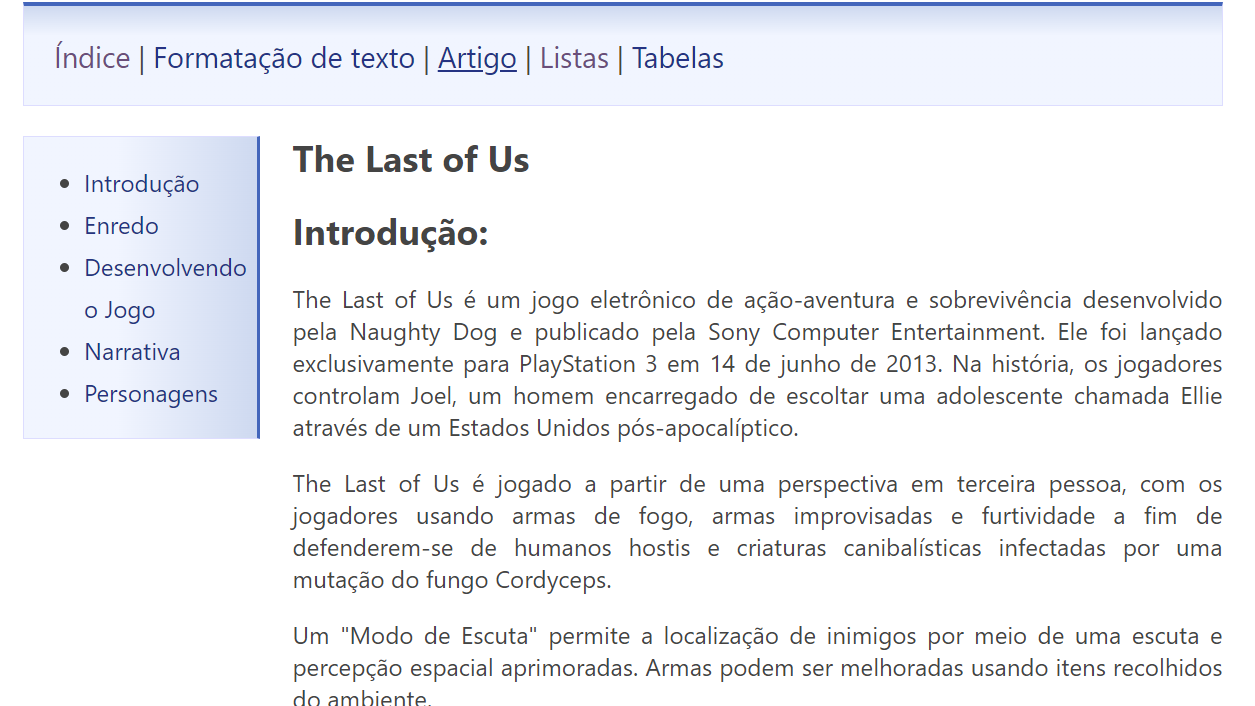 Índice | Formatação de texto | Artigo | Listas | Tabelas
Introdução
Enredo
Desenvolvendo
o Jogo
Narrativa
Personagens
The Last of Us
Introdução:
The Last of Us é um jogo eletrônico de ação-aventura e sobrevivência desenvolvido
pela Naughty Dog e publicado pela Sony Computer Entertainment. Ele foi lançado
exclusivamente para PlayStation 3 em 14 de junho de 2013. Na história, os jogadores
controlam Joel, um homem encarregado de escoltar uma adolescente chamada Ellie
através de um Estados Unidos pós-apocalíptico.
The Last of Us é jogado a partir de uma perspectiva em terceira pessoa, com os
jogadores usando armas de fogo, armas improvisadas e furtividade a fim de
defenderem-se de humanos hostis e criaturas canibalísticas infectadas por uma
mutação do fungo Cordyceps.
Um "Modo de Escuta" permite a localização de inimigos por meio de uma escuta e
percepção espacial aprimoradas. Armas podem ser melhoradas usando itens recolhidos
do ambiente.